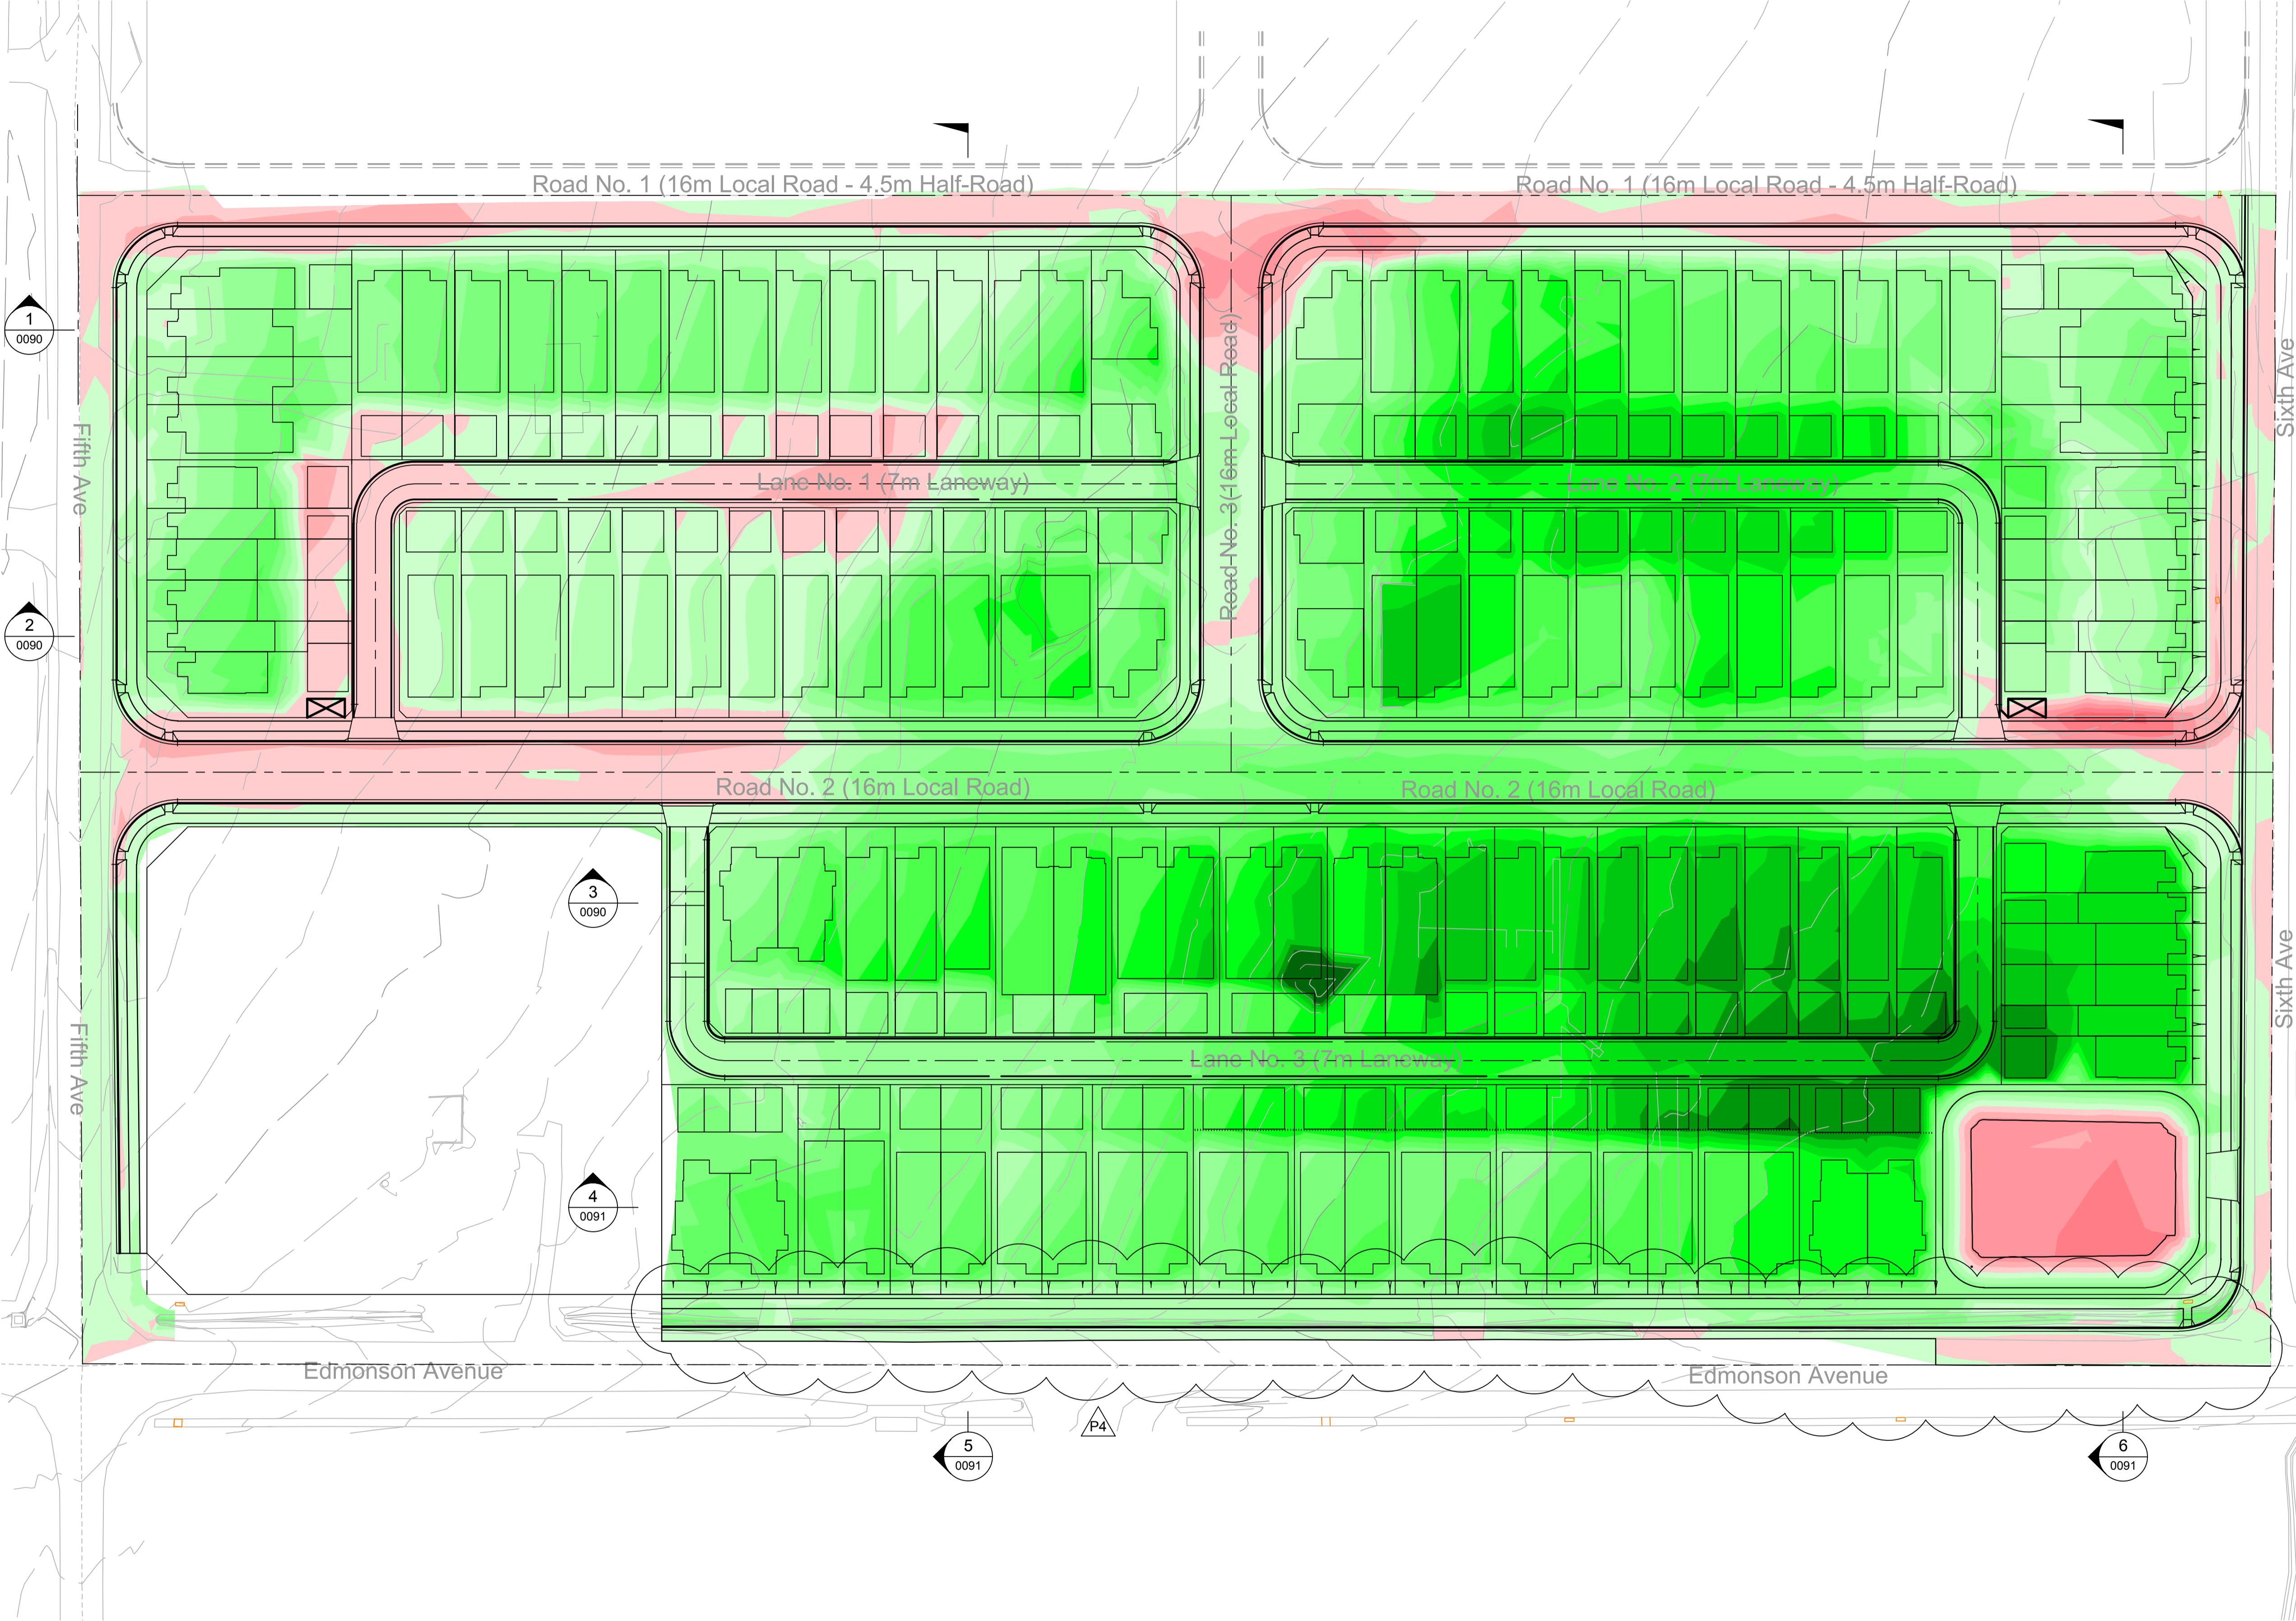 Road No. 1 (16m Local Road - 4.5m Half-Road)
Road No. 1 (16m Local Road - 4.5m Half-Road)
1
0090
Fifth Ave
Road No. 3 (16m Local Road)
Sixth Ave
Lane No. 1 (7m Laneway)
Lane No. 2 (7m Laneway)
2
0090
Road No. 2 (16m Local Road)
Road No. 2 (16m Local Road)
3
0090
Fifth Ave
Sixth Ave
Lane No. 3 (7m Laneway)
4
0091
Edmonson Avenue
Edmonson Avenue
P4
5
0091
6
0091